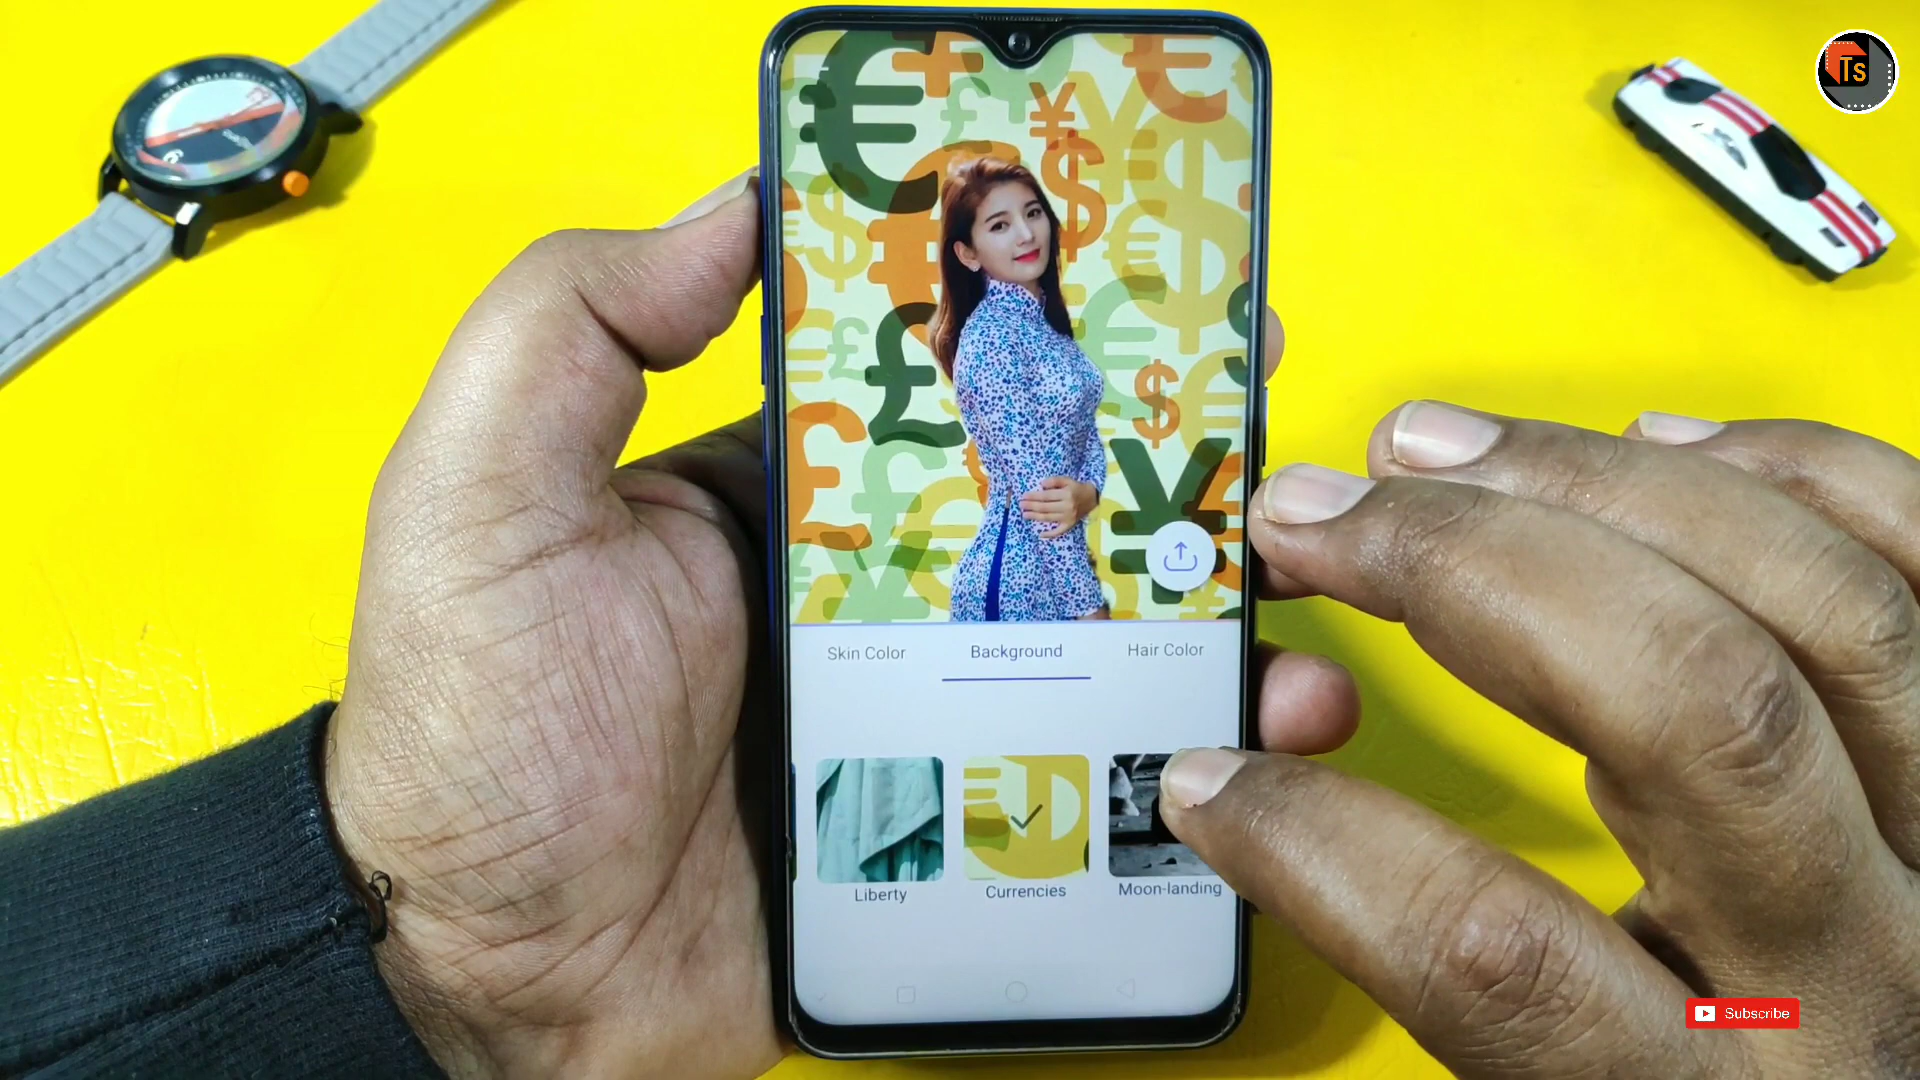 Ts
€ £ ¥ $
Skin Color Background Hair Color
Liberty Currencies Moon-landing
Subscribe